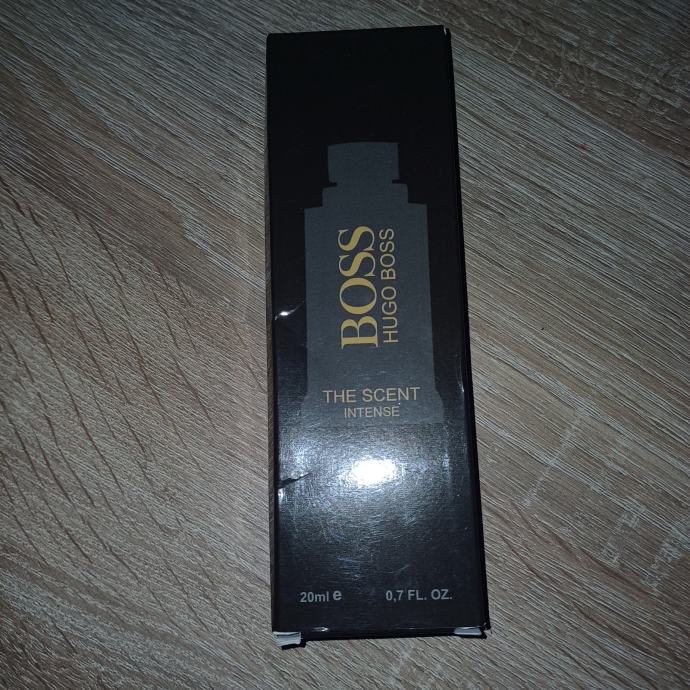 BOSS
HUGO BOSS
THE SCENT
INTENSE
20ml e 0,7 FL. OZ.